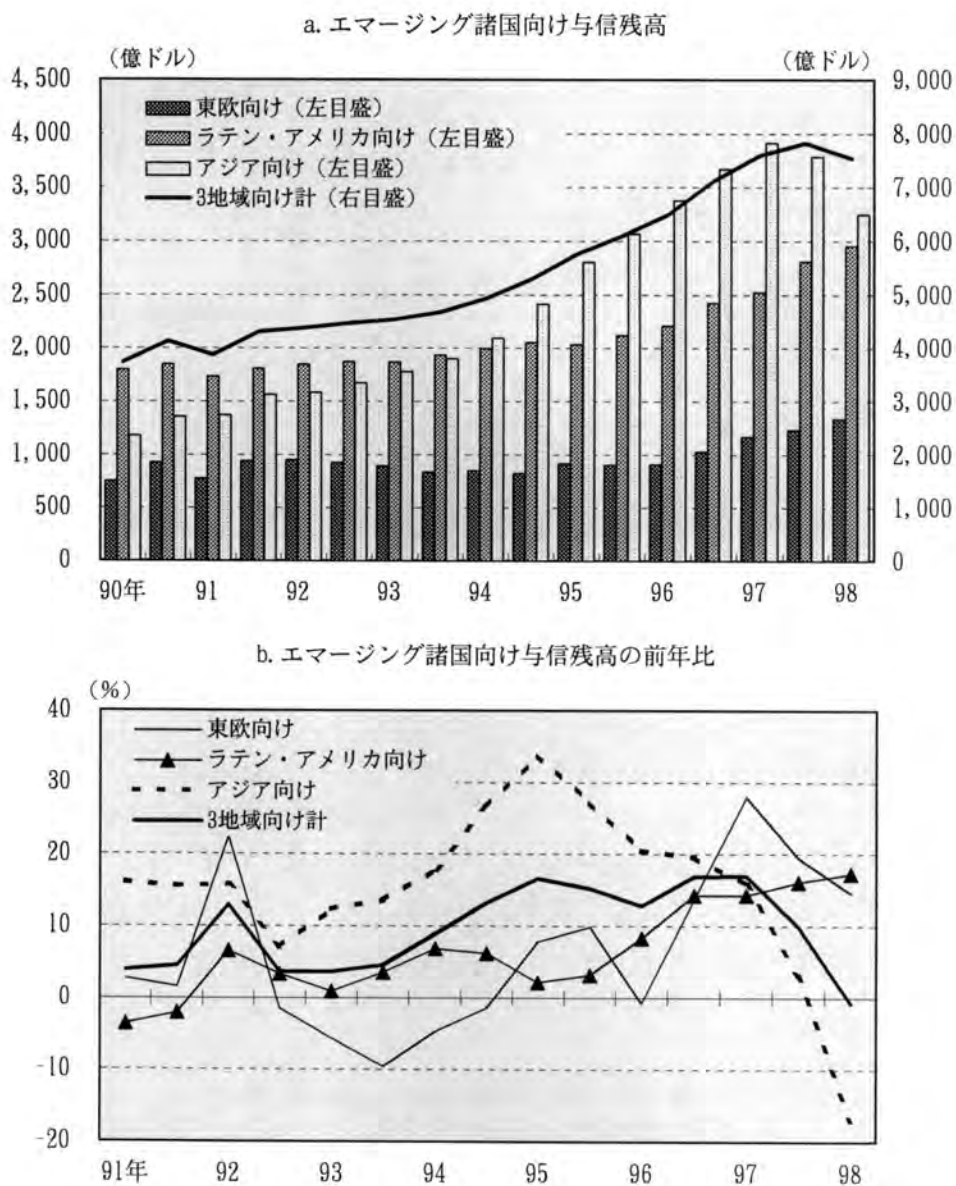 a. エマージング諸国向け与信残高
(億ドル)
(億ドル)
4,500
4,000
3,500
3,000
2,500
2,000
1,500
1,000
500
0
東欧向け（左目盛）
ラテン・アメリカ向け（左目盛）
アジア向け（左目盛）
3地域向け計（右目盛）
9,000
8,000
7,000
6,000
5,000
4,000
3,000
2,000
1,000
0
90年 91 92 93 94 95 96 97 98
b. エマージング諸国向け与信残高の前年比
(%)
40
30
20
10
0
-10
-20
東欧向け
ラテン・アメリカ向け
アジア向け
3地域向け計
91年 92 93 94 95 96 97 98